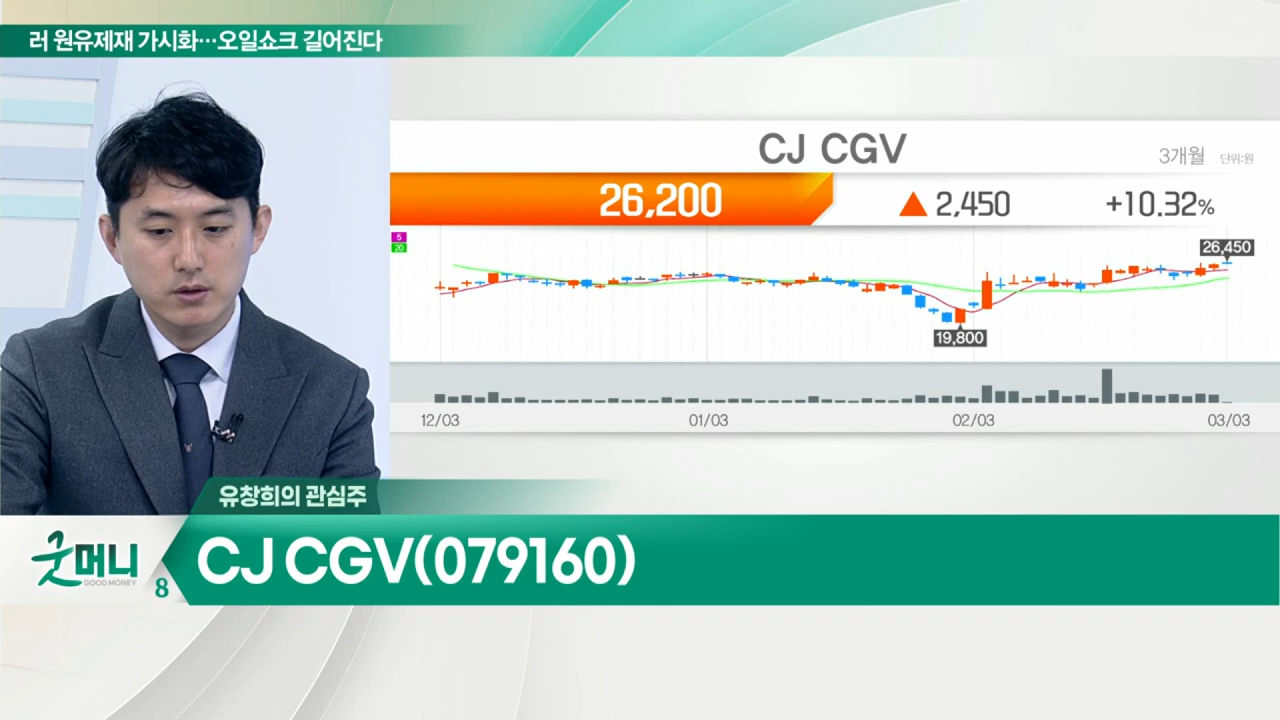 러 원유제재 가시화…오일쇼크 길어진다
CJ CGV
3개월 단위:원
26,200 ▲ 2,450 +10.32%
5
20
26,450
19,800
12/03 01/03 02/03 03/03
유창희의 관심주
굿머니
GOOD MONEY
8
CJ CGV(079160)